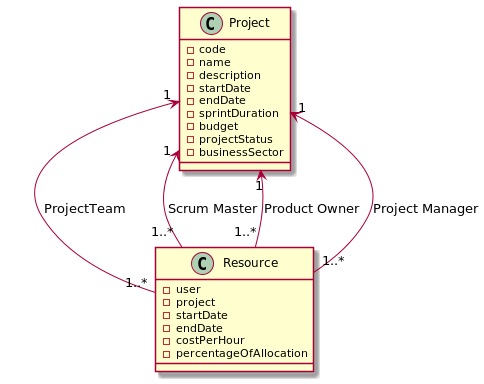 C Project
code
name
description
startDate
endDate
sprintDuration
budget
projectStatus
businessSector
1
1
1
1
ProjectTeam
Scrum Master
Product Owner
Project Manager
1..*
1..*
1..*
1..*
C Resource
user
project
startDate
endDate
costPerHour
percentageOfAllocation